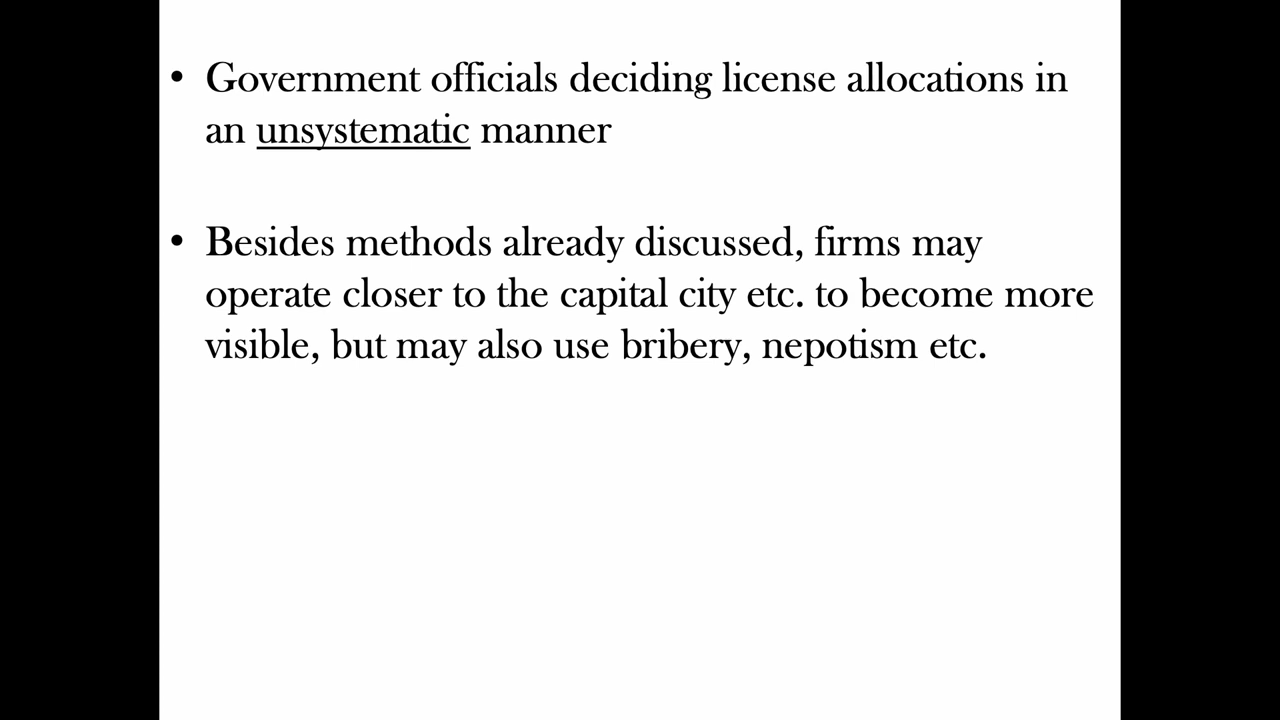 • Government officials deciding license allocations in
an unsystematic manner
• Besides methods already discussed, firms may
operate closer to the capital city etc. to become more
visible, but may also use bribery, nepotism etc.